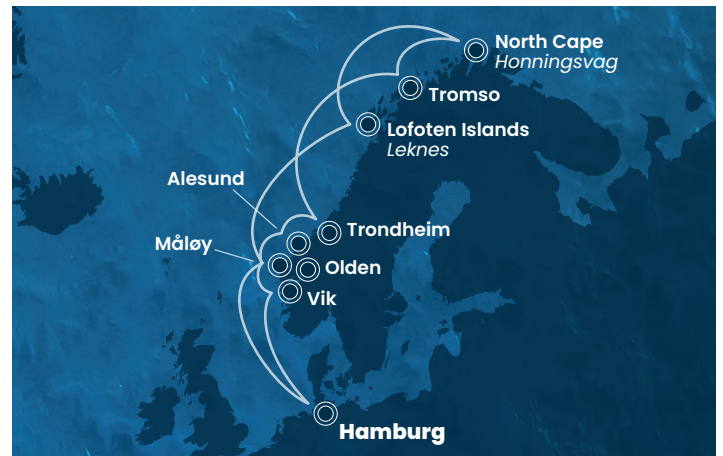 North Cape
Honningsvag
Tromso
Lofoten Islands
Leknes
Alesund
Trondheim
Måløy
Olden
Vik
Hamburg